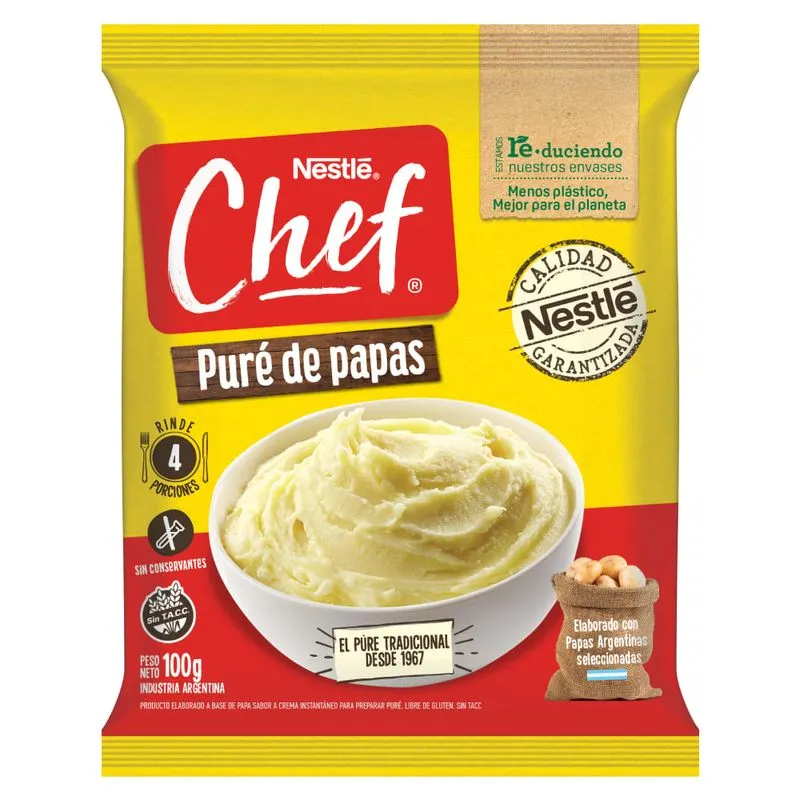 ESTAMOS
re·duciendo
nuestros envases
Menos plástico,
Mejor para el planeta
Nestlé®
Chef®
CALIDAD
Nestlé
GARANTIZADA
Puré de papas
RINDE
4
PORCIONES
SIN CONSERVANTES
Sin T.A.C.C.
EL PÚRE TRADICIONAL
DESDE 1967
Elaborado con
Papas Argentinas
seleccionadas
PESO
NETO 100g
INDUSTRIA ARGENTINA
PRODUCTO ELABORADO A BASE DE PAPA SABOR A CREMA INSTANTÁNEO PARA PREPARAR PURÉ. LIBRE DE GLUTEN. SIN TACC